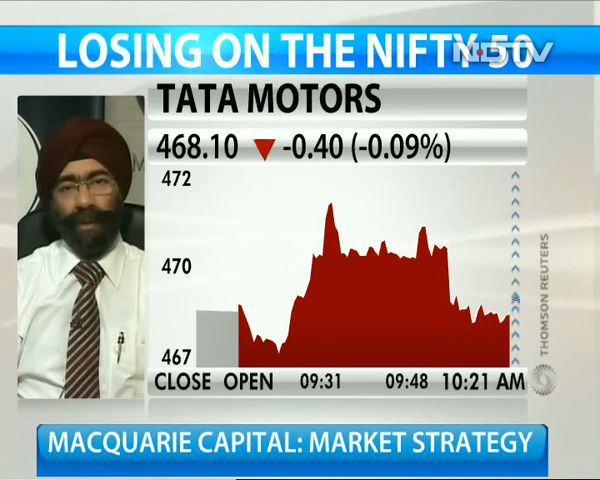 LOSING ON THE NIFTY 50
NDTV
TATA MOTORS
468.10 ▼ -0.40 (-0.09%)
472
470
467
CLOSE OPEN 09:31 09:48 10:21 AM
THOMSON REUTERS
MACQUARIE CAPITAL: MARKET STRATEGY